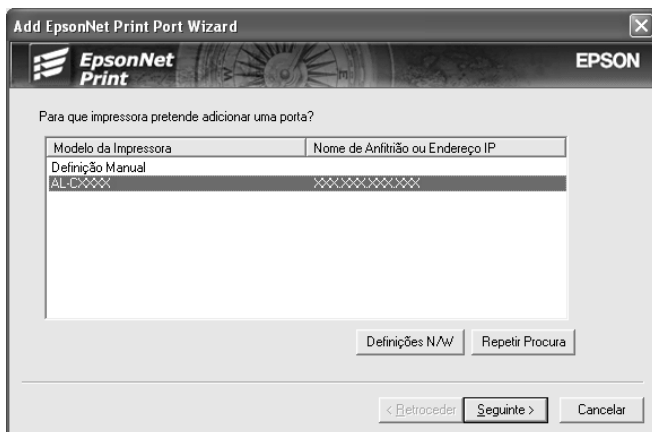 Add EpsonNet Print Port Wizard
EpsonNet
Print
EPSON
Para que impressora pretende adicionar uma porta?
Modelo da Impressora Nome de Anfitrião ou Endereço IP
Definição Manual
AL-CXXXX XXX.XXX.XXX.XXX
Definições N/W Repetir Procura
< Retroceder Seguinte > Cancelar